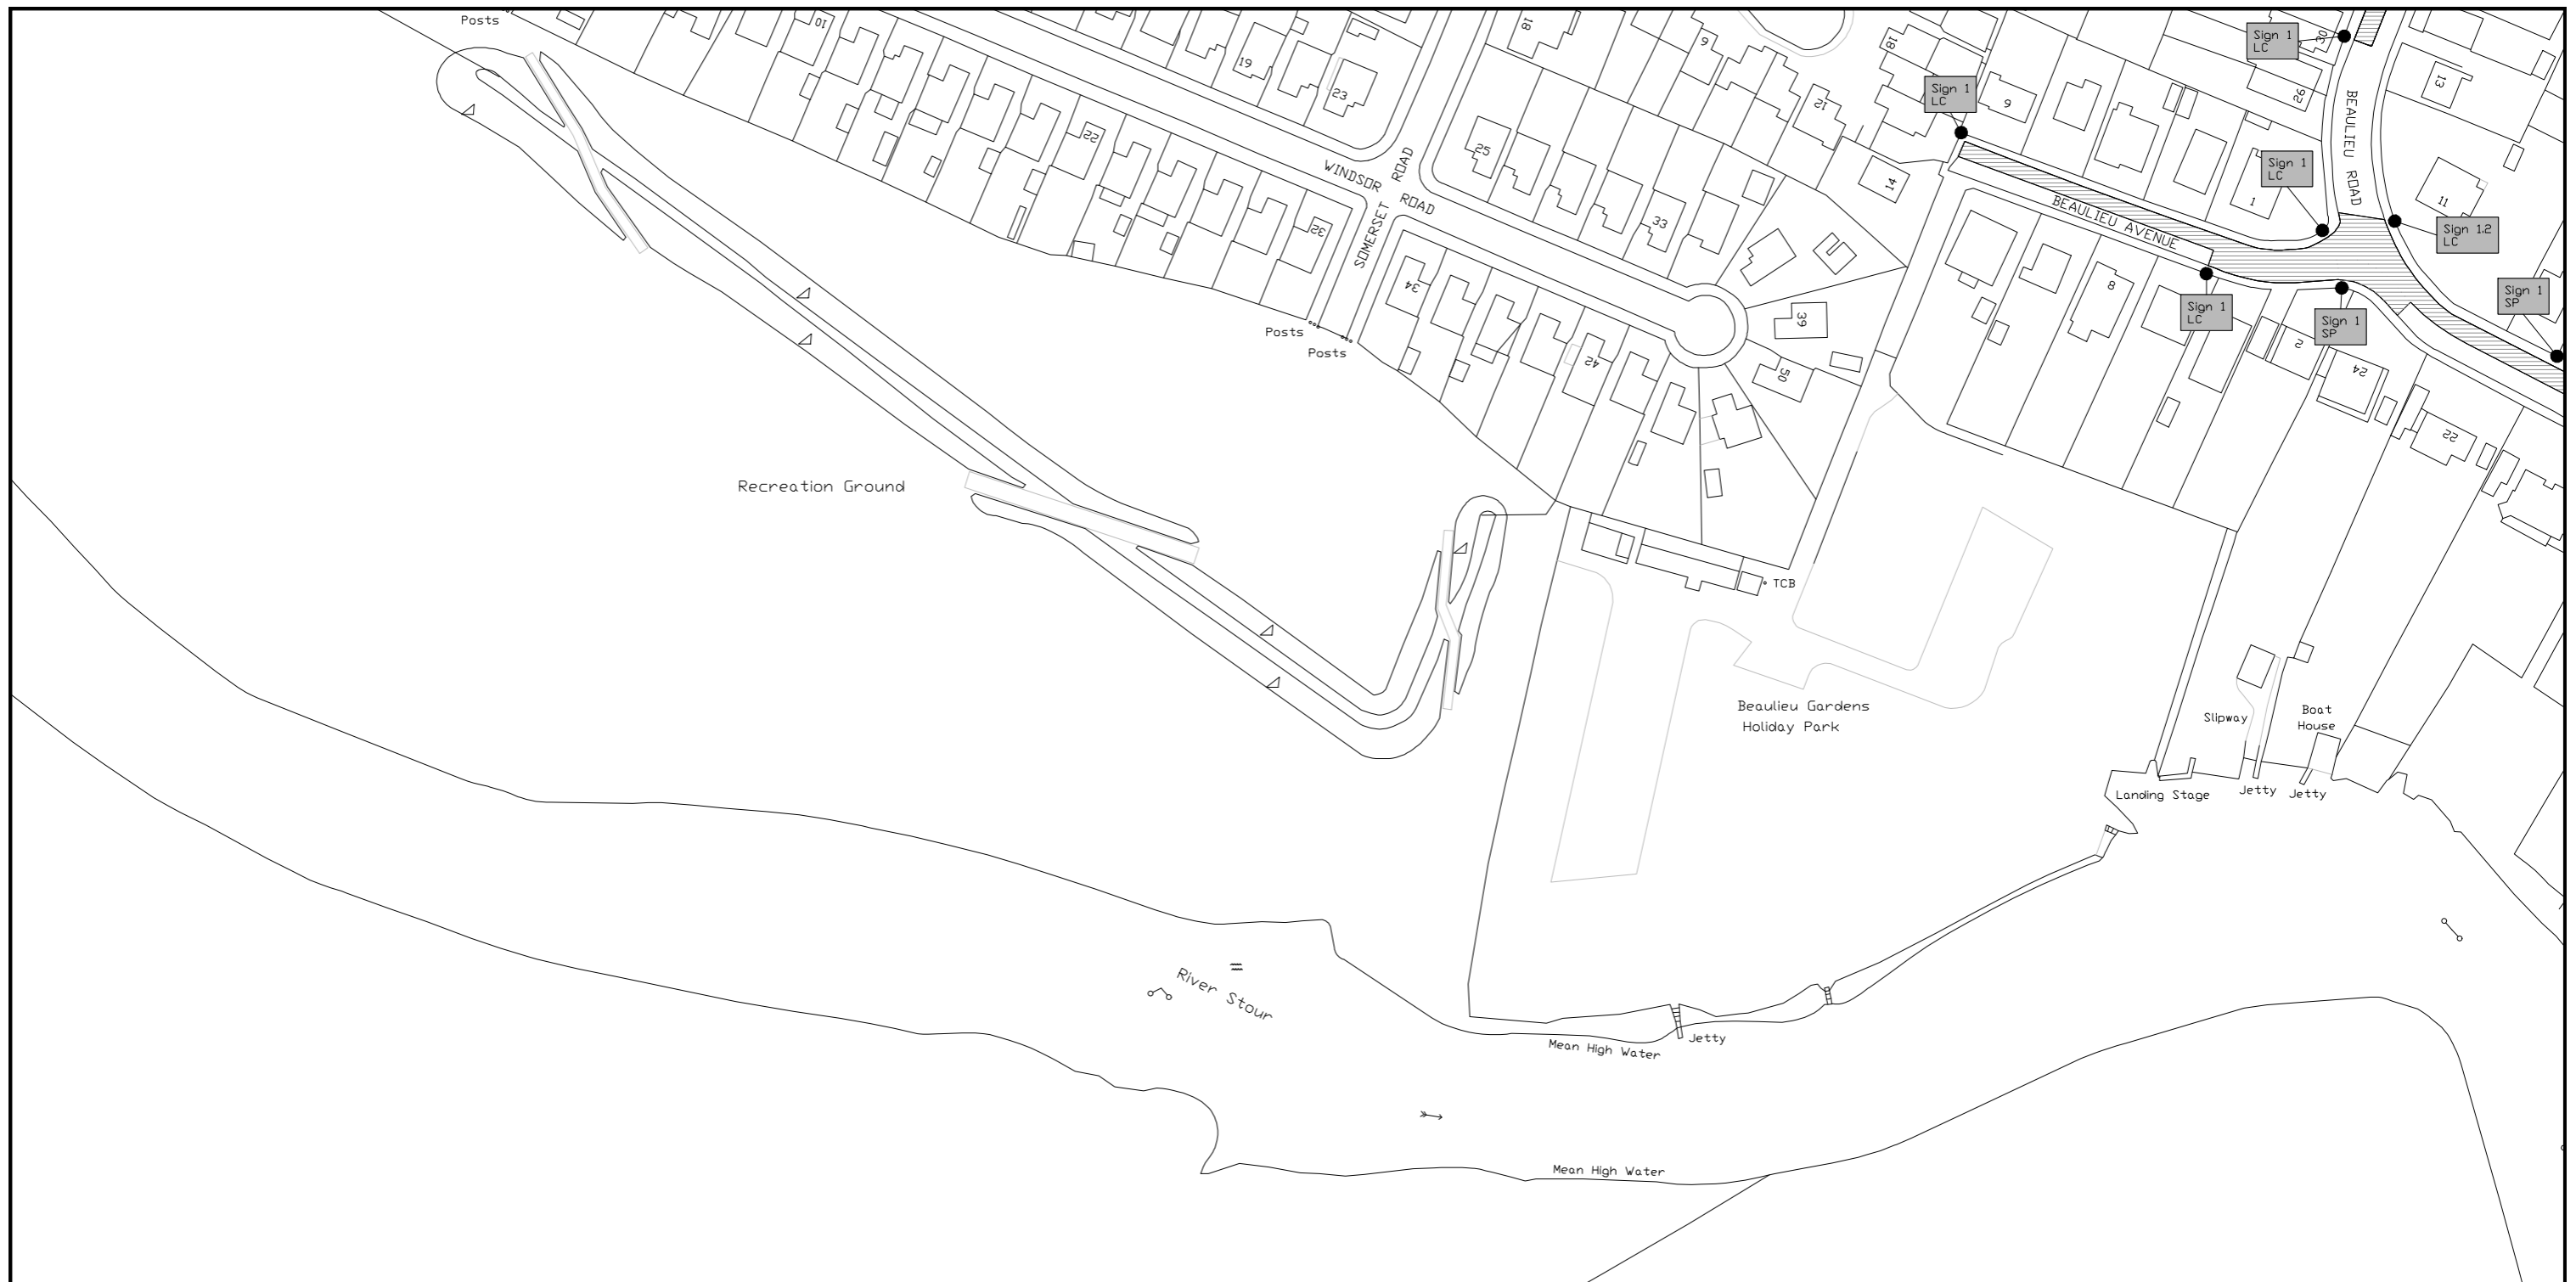 Posts
10
19
23
18
9
18
Sign 1
LC
30
26
13
Sign 1
LC
9
BEAULIEU ROAD
22
25
12
14
Sign 1
LC
1
11
WINDSOR ROAD
SOMERSET ROAD
32
33
BEAULIEU AVENUE
Sign 1.2
LC
34
39
8
Sign 1
LC
Sign 1
SP
Sign 1
SP
Posts
Posts
42
50
2
24
22
Recreation Ground
TCB
Beaulieu Gardens
Holiday Park
Slipway
Boat
House
Landing Stage
Jetty
Jetty
River Stour
Mean High Water
Jetty
Mean High Water